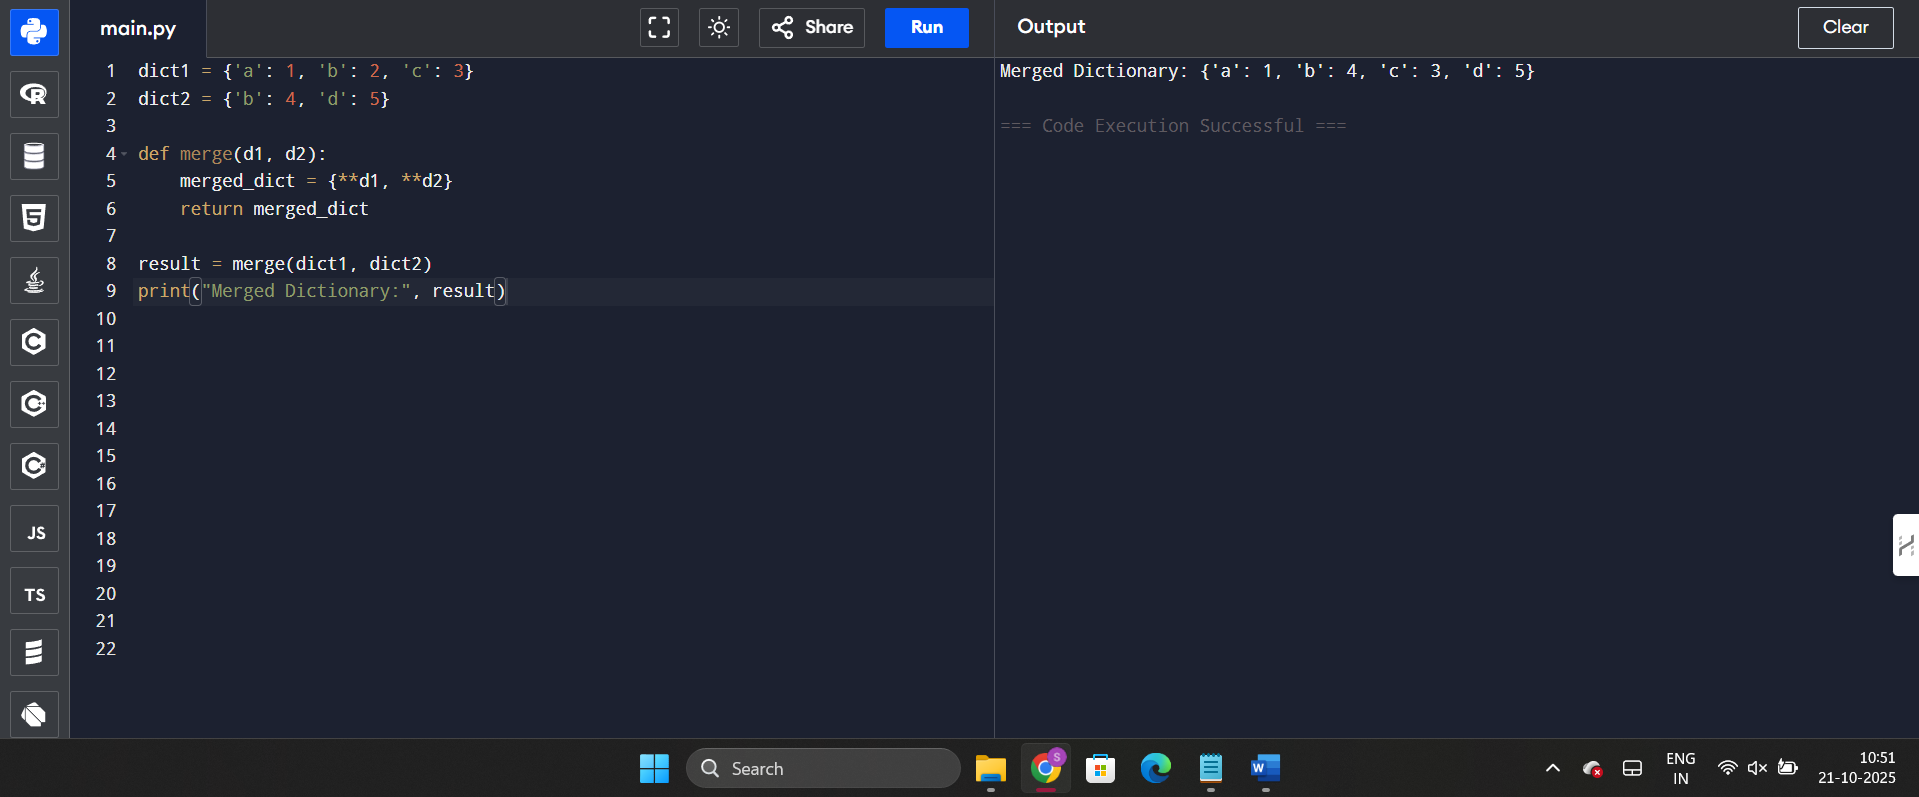 main.py
Share
Run
Output
Clear
1 dict1 = {'a': 1, 'b': 2, 'c': 3}
2 dict2 = {'b': 4, 'd': 5}
3
4 def merge(d1, d2):
5     merged_dict = {**d1, **d2}
6     return merged_dict
7
8 result = merge(dict1, dict2)
9 print("Merged Dictionary:", result)
10
11
12
13
14
15
16
17
18
19
20
21
22
Merged Dictionary: {'a': 1, 'b': 4, 'c': 3, 'd': 5}
=== Code Execution Successful ===
R
5
C
C++
C#
JS
TS
Search
S
W
ENG
IN
10:51
21-10-2025